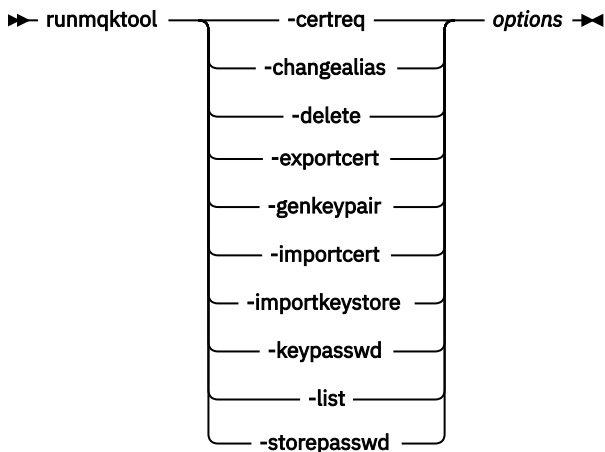 runmqktool -certreq options
-changealias
-delete
-exportcert
-genkeypair
-importcert
-importkeystore
-keypasswd
-list
-storepasswd